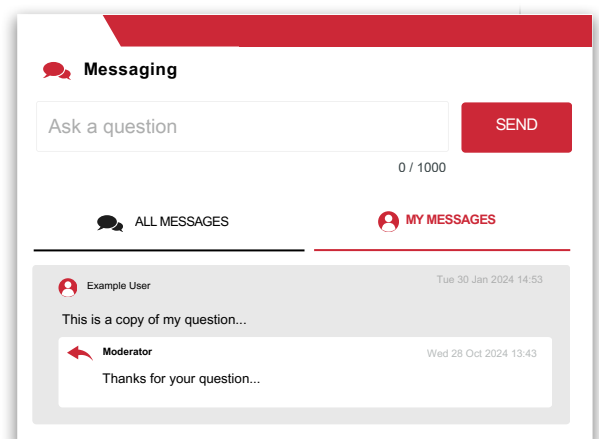 Messaging
Ask a question
SEND
0 / 1000
ALL MESSAGES
MY MESSAGES
Example User
Tue 30 Jan 2024 14:53
This is a copy of my question...
Moderator
Wed 28 Oct 2024 13:43
Thanks for your question...